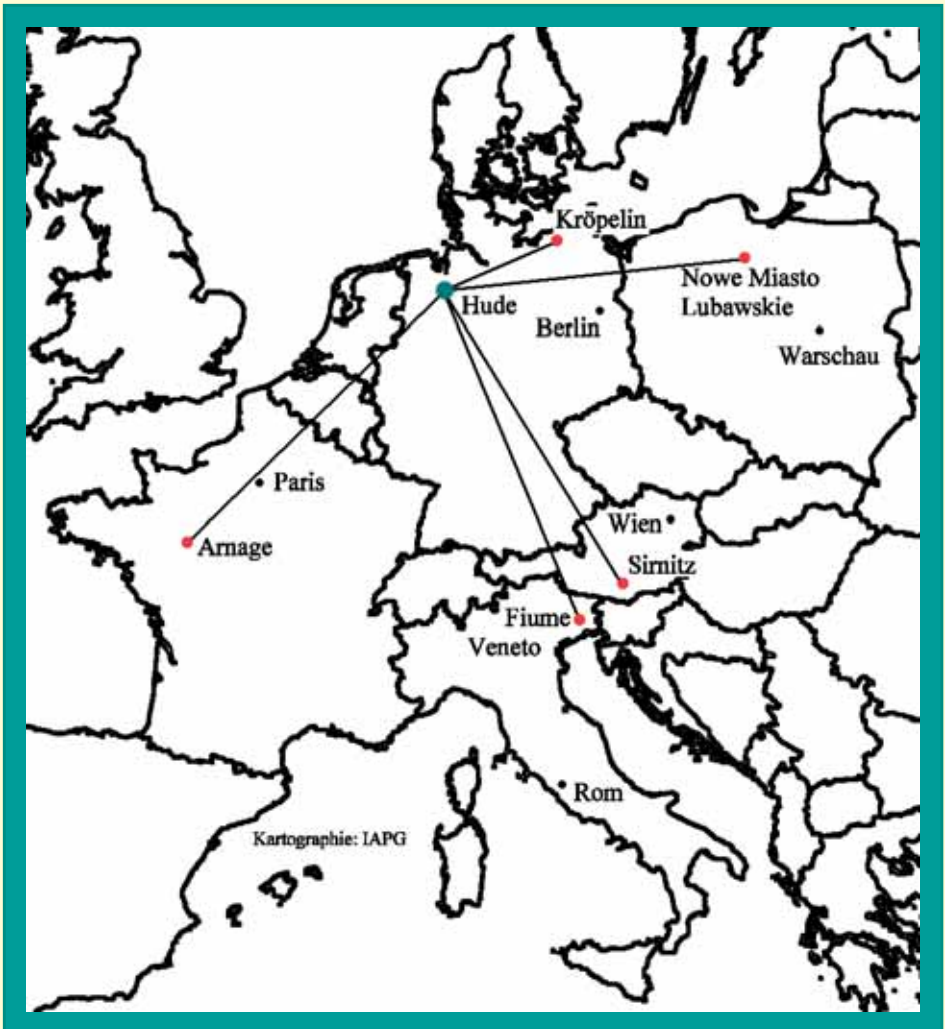 Kröpelin
Nowe Miasto
Lubawskie
Hude
Berlin
Warschau
Paris
Arnage
Wien
Sirnitz
Fiume
Veneto
Rom
Kartographie: IAPG